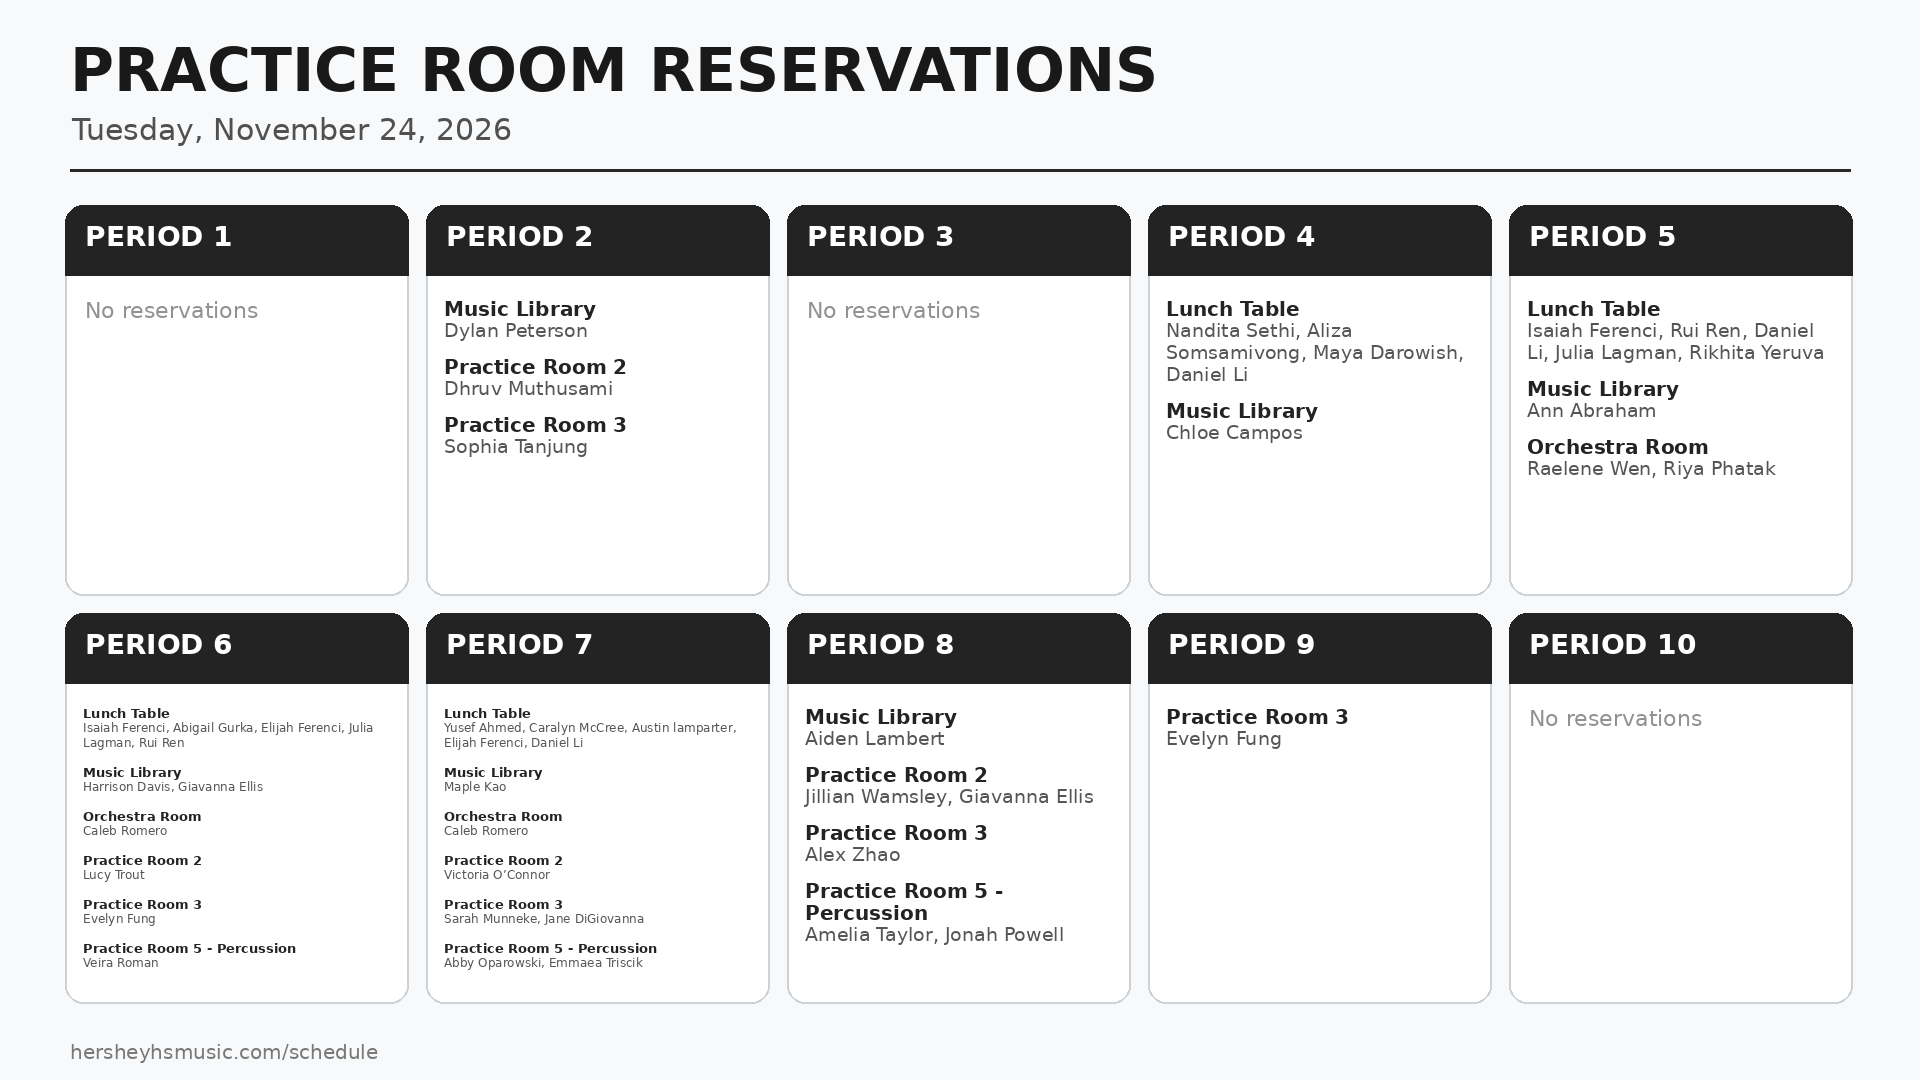 PRACTICE ROOM RESERVATIONS
Tuesday, November 24, 2026
PERIOD 1
No reservations
PERIOD 2
Music Library
Dylan Peterson
Practice Room 2
Dhruv Muthusami
Practice Room 3
Sophia Tanjung
PERIOD 3
No reservations
PERIOD 4
Lunch Table
Nandita Sethi, Aliza
Somsamivong, Maya Darowish,
Daniel Li
Music Library
Chloe Campos
PERIOD 5
Lunch Table
Isaiah Ferenci, Rui Ren, Daniel
Li, Julia Lagman, Rikhita Yeruva
Music Library
Ann Abraham
Orchestra Room
Raelene Wen, Riya Phatak
PERIOD 6
Lunch Table
Isaiah Ferenci, Abigail Gurka, Elijah Ferenci, Julia
Lagman, Rui Ren
Music Library
Harrison Davis, Giavanna Ellis
Orchestra Room
Caleb Romero
Practice Room 2
Lucy Trout
Practice Room 3
Evelyn Fung
Practice Room 5 - Percussion
Veira Roman
PERIOD 7
Lunch Table
Yusef Ahmed, Caralyn McCree, Austin lamparter,
Elijah Ferenci, Daniel Li
Music Library
Maple Kao
Orchestra Room
Caleb Romero
Practice Room 2
Victoria O’Connor
Practice Room 3
Sarah Munneke, Jane DiGiovanna
Practice Room 5 - Percussion
Abby Oparowski, Emmaea Triscik
PERIOD 8
Music Library
Aiden Lambert
Practice Room 2
Jillian Wamsley, Giavanna Ellis
Practice Room 3
Alex Zhao
Practice Room 5 -
Percussion
Amelia Taylor, Jonah Powell
PERIOD 9
Practice Room 3
Evelyn Fung
PERIOD 10
No reservations
hersheyhsmusic.com/schedule